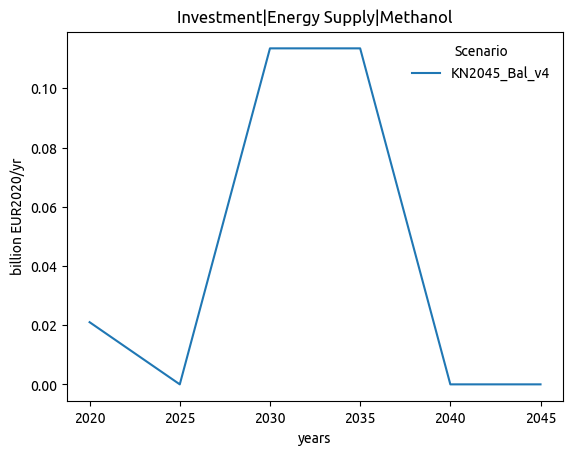 Investment|Energy Supply|Methanol
Scenario
KN2045_Bal_v4
billion EUR2020/yr
0.10
0.08
0.06
0.04
0.02
0.00
2020 2025 2030 2035 2040 2045
years